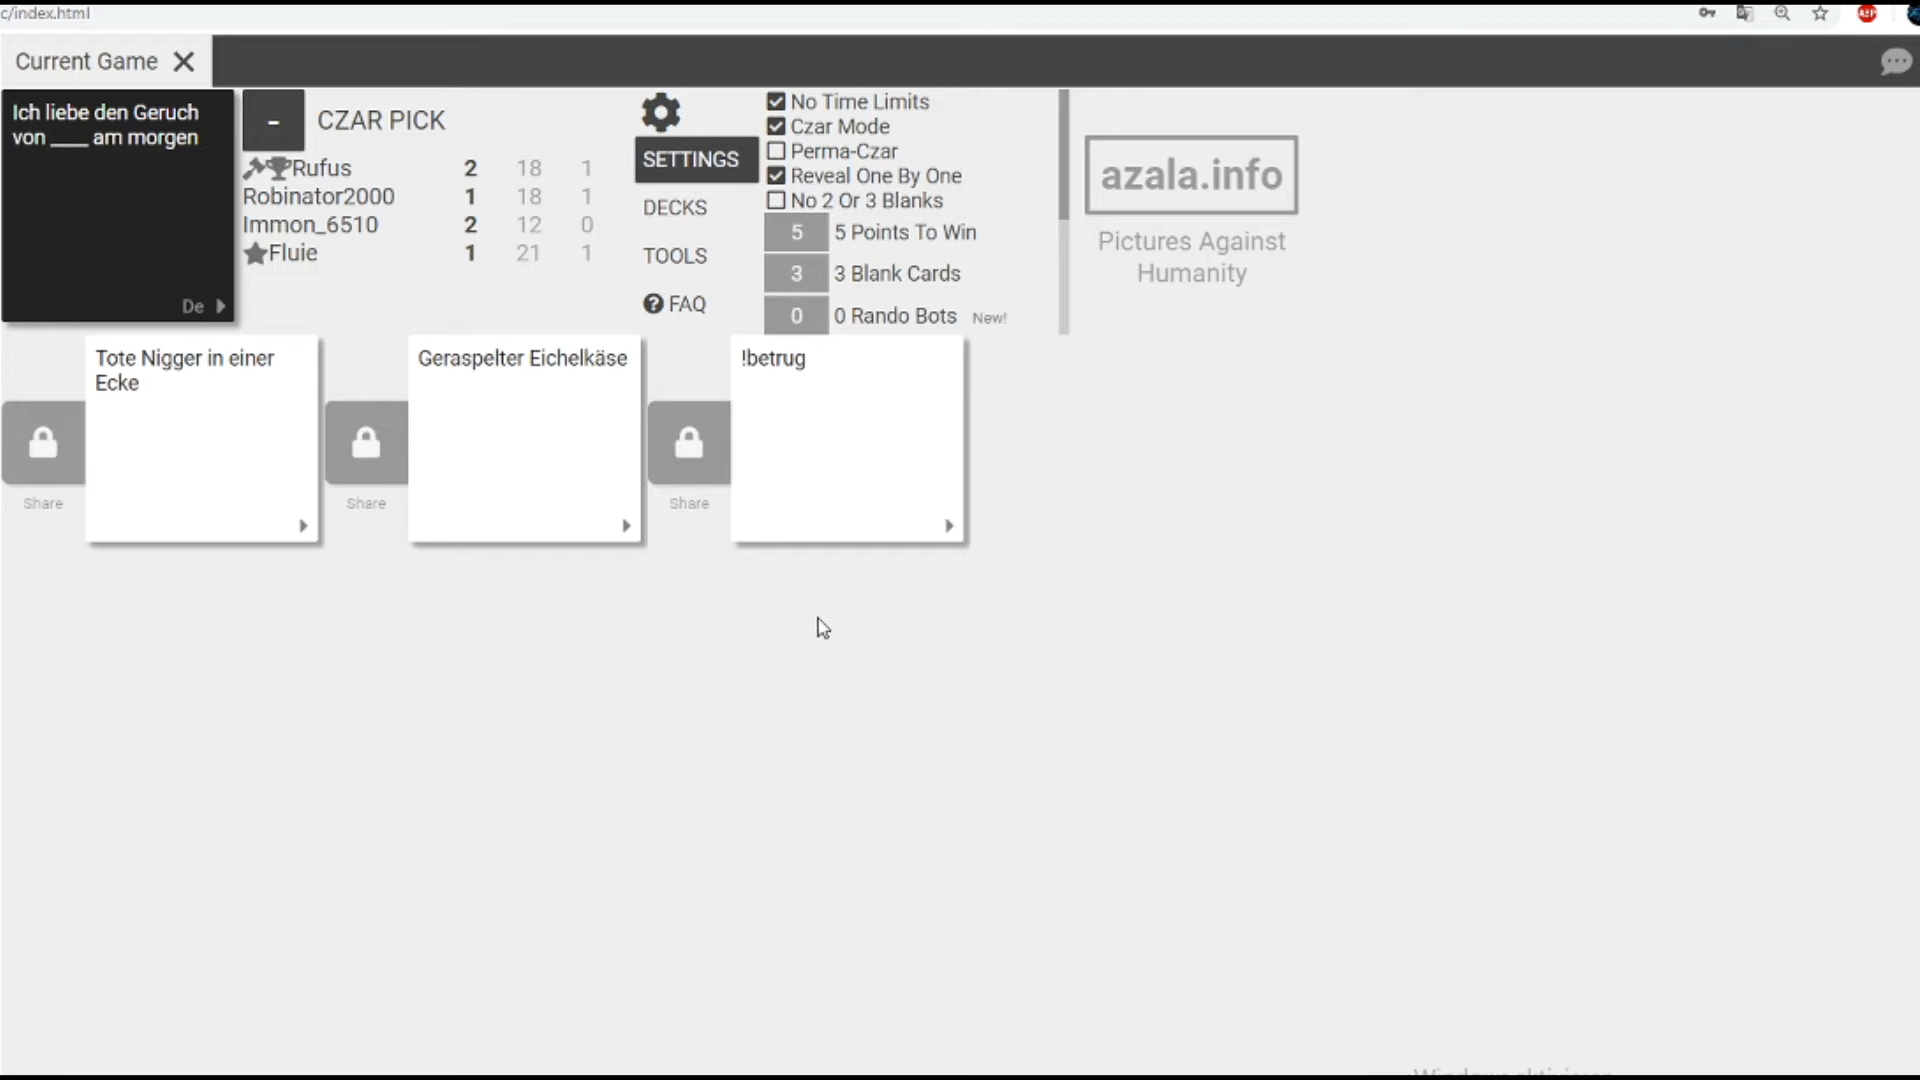 c/index.html
Current Game
Ich liebe den Geruch
von ____ am morgen
De
-
CZAR PICK
Rufus 2 18 1
Robinator2000 1 18 1
Immon_6510 2 12 0
Fluie 1 21 1
SETTINGS
DECKS
TOOLS
FAQ
No Time Limits
Czar Mode
Perma-Czar
Reveal One By One
No 2 Or 3 Blanks
5 5 Points To Win
3 3 Blank Cards
0 0 Rando Bots New!
azala.info
Pictures Against
Humanity
Tote Nigger in einer
Ecke
Share
Geraspelter Eichelkäse
Share
!betrug
Share